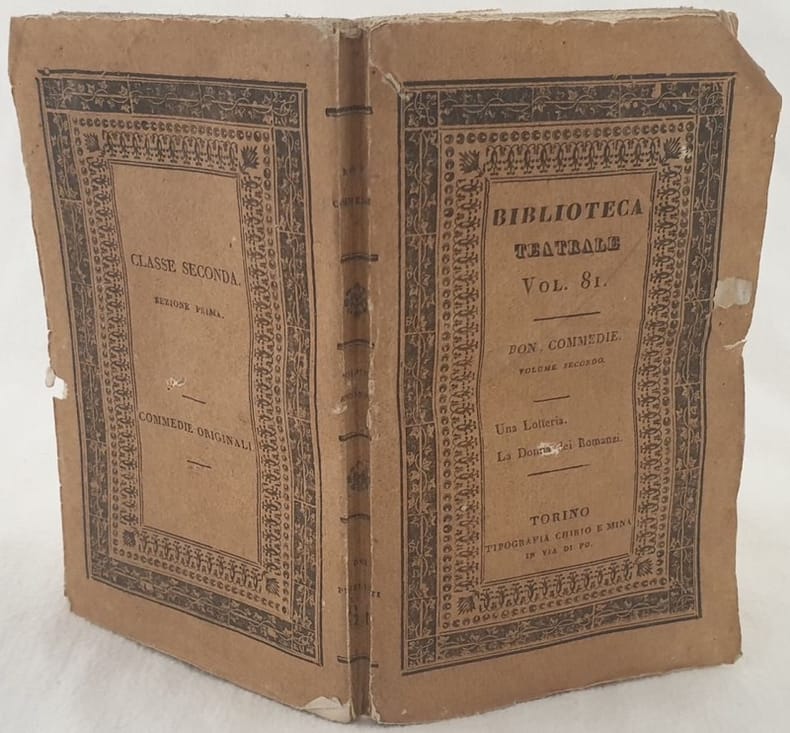 CLASSE SECONDA.
SEZIONE PRIMA.
COMMEDIE ORIGINALI
BIBLIOTECA
TEATRALE
VOL. 81.
BON, COMMEDIE.
VOLUME SECONDO.
Una Lotteria.
La Donna dei Romanzi.
TORINO
TIPOGRAFIA CHIRIO E MINA
IN VIA DI PO.